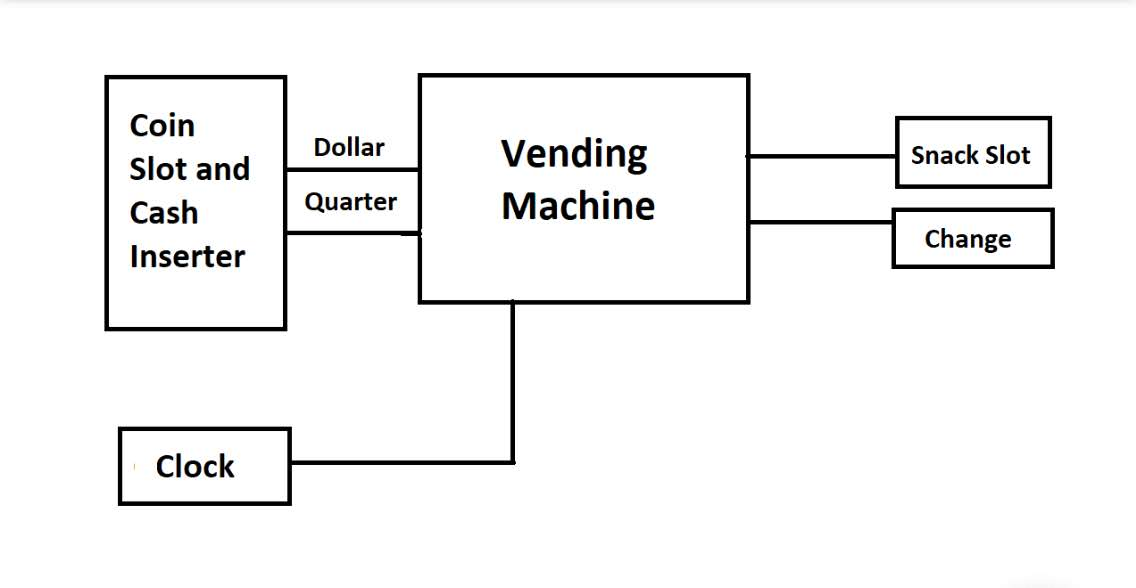 Coin
Slot and
Cash
Inserter
Dollar
Quarter
Vending
Machine
Snack Slot
Change
Clock